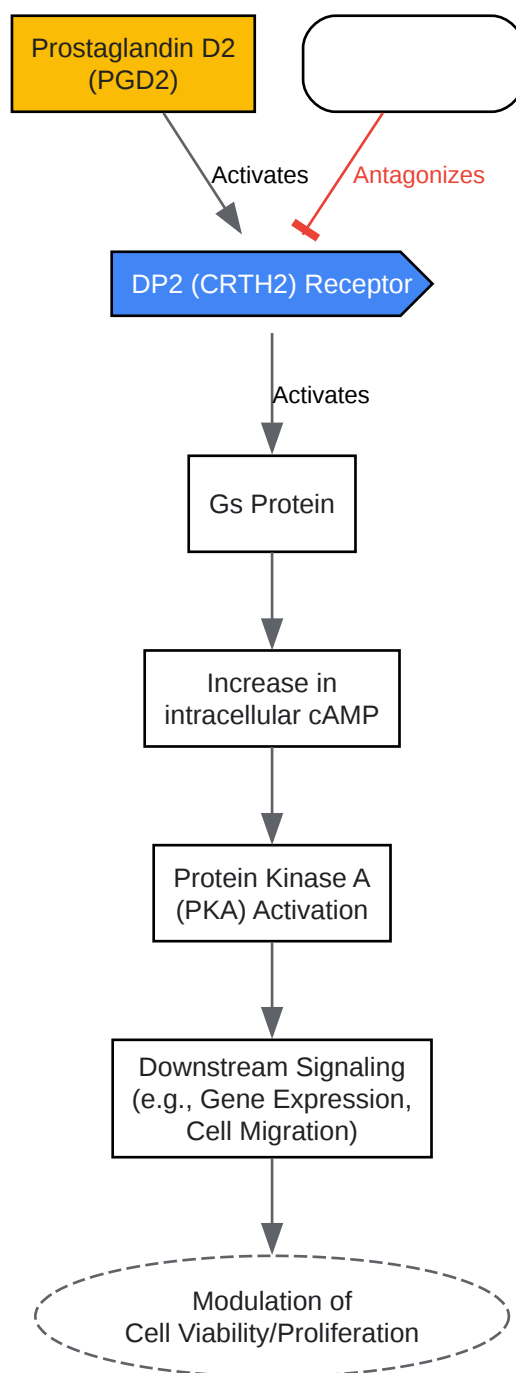 Prostaglandin D2
(PGD2)
Activates
Antagonizes
DP2 (CRTH2) Receptor
Activates
Gs Protein
Increase in
intracellular cAMP
Protein Kinase A
(PKA) Activation
Downstream Signaling
(e.g., Gene Expression,
Cell Migration)
Modulation of
Cell Viability/Proliferation